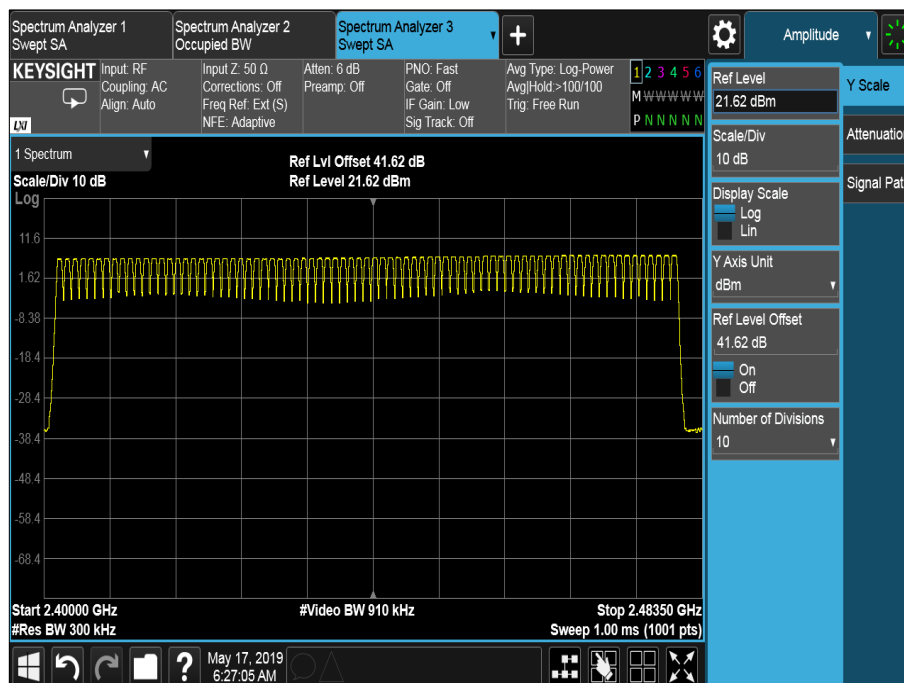 Spectrum Analyzer 1
Swept SA
Spectrum Analyzer 2
Occupied BW
Spectrum Analyzer 3
Swept SA
+
Amplitude
KEYSIGHT
LXI
Input: RF
Coupling: AC
Align: Auto
Input Z: 50 Ω
Corrections: Off
Freq Ref: Ext (S)
NFE: Adaptive
Atten: 6 dB
Preamp: Off
PNO: Fast
Gate: Off
IF Gain: Low
Sig Track: Off
Avg Type: Log-Power
Avg|Hold:>100/100
Trig: Free Run
1 2 3 4 5 6
M W W W W W W
P N N N N N
1 Spectrum
Scale/Div 10 dB
Ref Lvl Offset 41.62 dB
Ref Level 21.62 dBm
Log
11.6
1.62
-8.38
-18.4
-28.4
-38.4
-48.4
-58.4
-68.4
Start 2.40000 GHz
#Video BW 910 kHz
Stop 2.48350 GHz
#Res BW 300 kHz
Sweep 1.00 ms (1001 pts)
Ref Level
21.62 dBm
Scale/Div
10 dB
Display Scale
Log
Lin
Y Axis Unit
dBm
Ref Level Offset
41.62 dB
On
Off
Number of Divisions
10
Y Scale
Attenuation
Signal Pat
?
May 17, 2019
6:27:05 AM